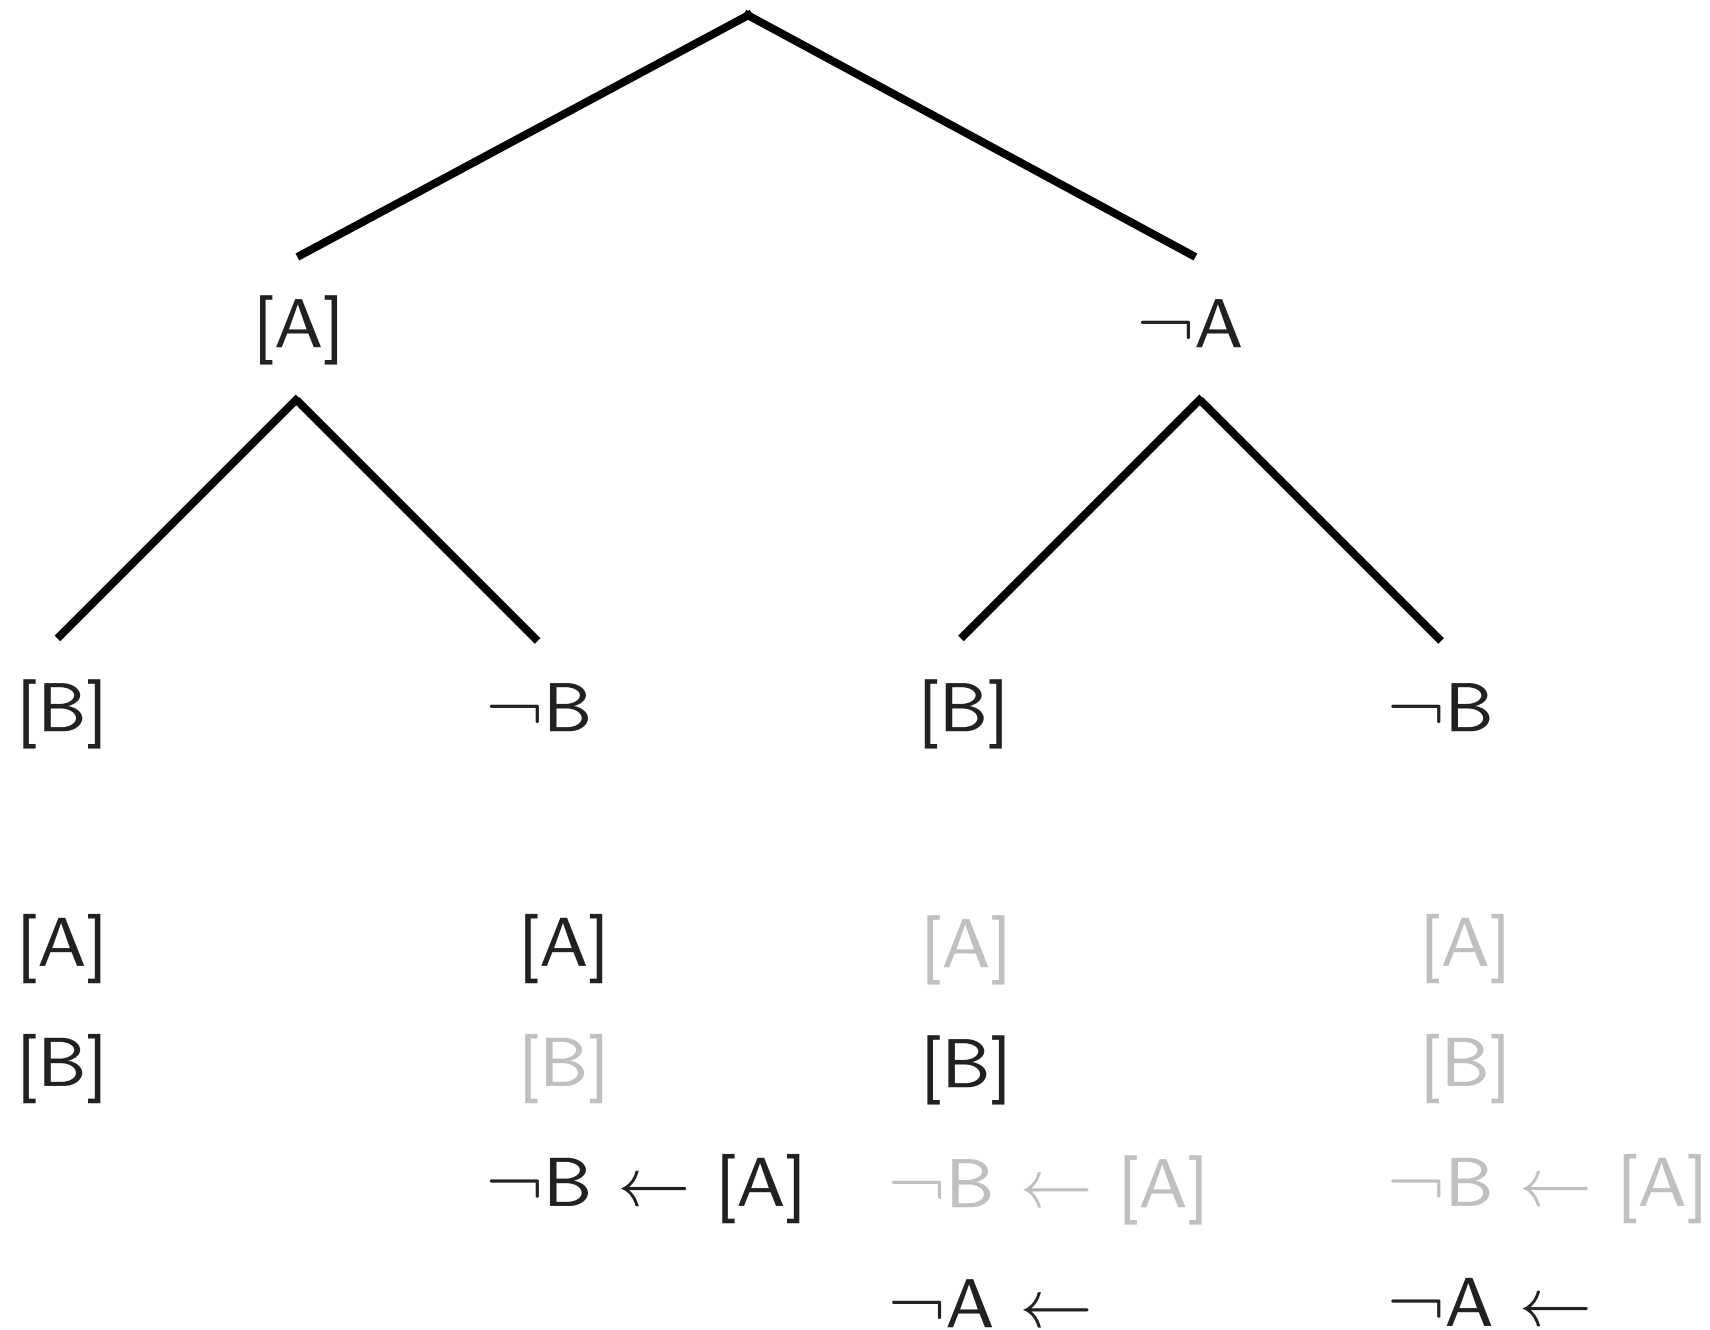 [A] ¬A
[B] ¬B [B] ¬B
[A] [A] [A] [A]
[B] [B] [B] [B]
¬B ← [A] ¬B ← [A] ¬B ← [A]
¬A ← ¬A ←